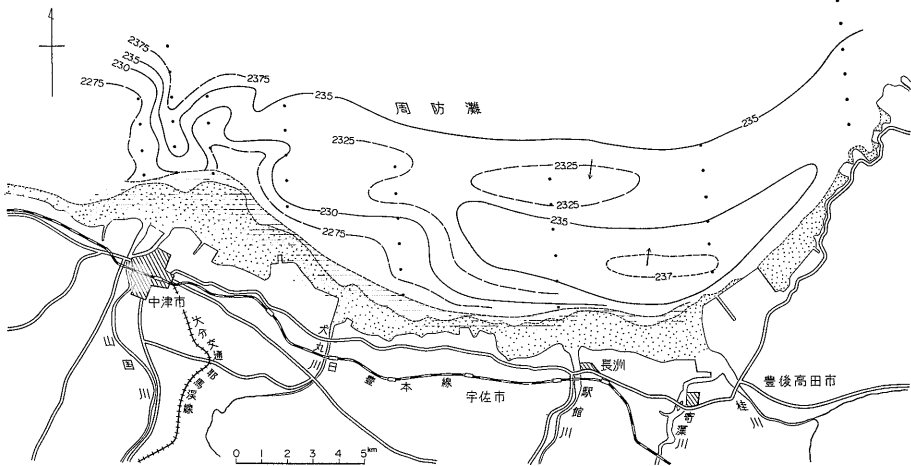 2375
235
230
2275
2375
235
周防灘
235
2325
2325
2325
235
230
2275
237
中津市
大分交通耶馬渓線
山国川
犬丸川
日豊本線
宇佐市
長洲
駅館川
寄藻川
桂川
豊後高田市
0 1 2 3 4 5km